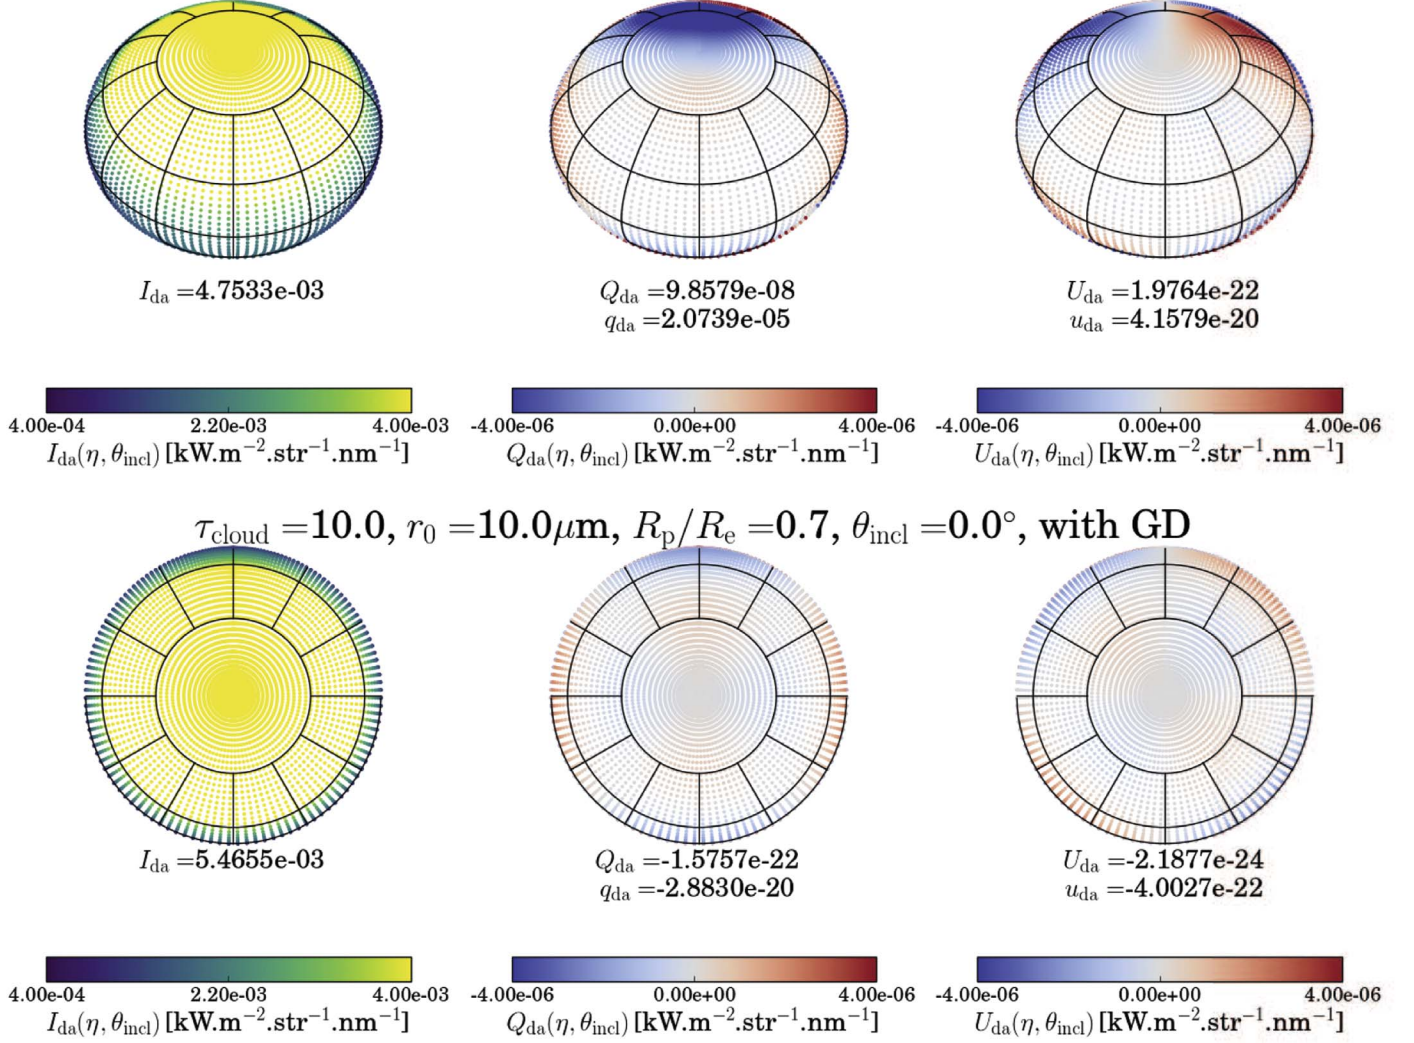 I_da =4.7533e-03 Q_da =9.8579e-08 U_da =1.9764e-22
q_da =2.0739e-05 u_da =4.1579e-20
4.00e-04 2.20e-03 4.00e-03 -4.00e-06 0.00e+00 4.00e-06 -4.00e-06 0.00e+00 4.00e-06
I_da(η, θ_incl) [kW.m⁻².str⁻¹.nm⁻¹] Q_da(η, θ_incl) [kW.m⁻².str⁻¹.nm⁻¹] U_da(η, θ_incl) [kW.m⁻².str⁻¹.nm⁻¹]
τ_cloud =10.0, r_0 =10.0μm, R_p/R_e =0.7, θ_incl =0.0°, with GD
I_da =5.4655e-03 Q_da =-1.5757e-22 U_da =-2.1877e-24
q_da =-2.8830e-20 u_da =-4.0027e-22
4.00e-04 2.20e-03 4.00e-03 -4.00e-06 0.00e+00 4.00e-06 -4.00e-06 0.00e+00 4.00e-06
I_da(η, θ_incl) [kW.m⁻².str⁻¹.nm⁻¹] Q_da(η, θ_incl) [kW.m⁻².str⁻¹.nm⁻¹] U_da(η, θ_incl) [kW.m⁻².str⁻¹.nm⁻¹]